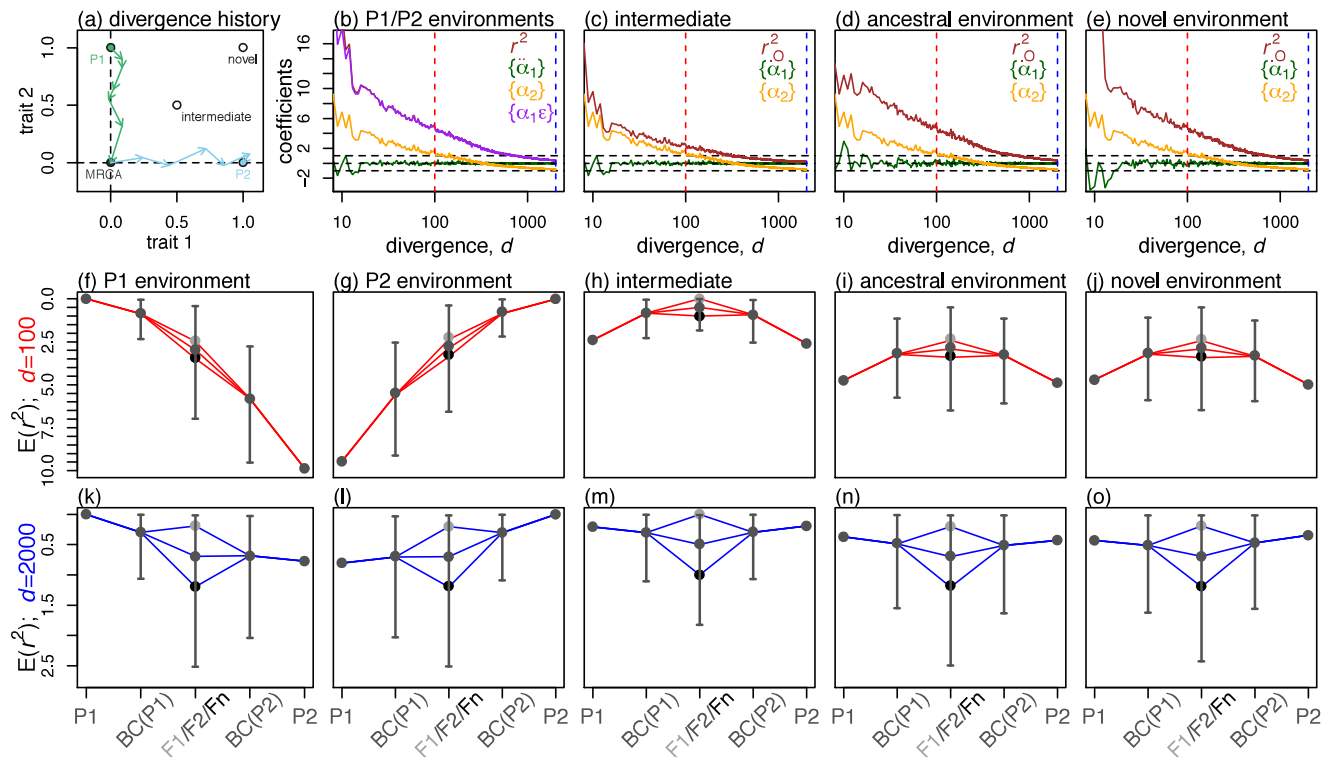 (a) divergence history
1.0
0.5
0.0
trait 2
P1
novel
intermediate
MRCA
P2
0.0 0.5 1.0
trait 1
(b) P1/P2 environments
16
10
6
2
−2
coefficients
r²
{α̈₁}
{α₂}
{α₁ε}
10 100 1000
divergence, d
(c) intermediate
r²O
{α̈₁}
{α₂}
10 100 1000
divergence, d
(d) ancestral environment
r²O
{α̈₁}
{α₂}
10 100 1000
divergence, d
(e) novel environment
r²O
{α̈₁}
{α₂}
10 100 1000
divergence, d
(f) P1 environment
(g) P2 environment
(h) intermediate
(i) ancestral environment
(j) novel environment
0.0
2.5
5.0
7.5
10.0
E(r²); d=100
(k)
(l)
(m)
(n)
(o)
0.5
1.5
2.5
E(r²); d=2000
P1 BC(P1) F1/F2/Fn BC(P2) P2
P1 BC(P1) F1/F2/Fn BC(P2) P2
P1 BC(P1) F1/F2/Fn BC(P2) P2
P1 BC(P1) F1/F2/Fn BC(P2) P2
P1 BC(P1) F1/F2/Fn BC(P2) P2